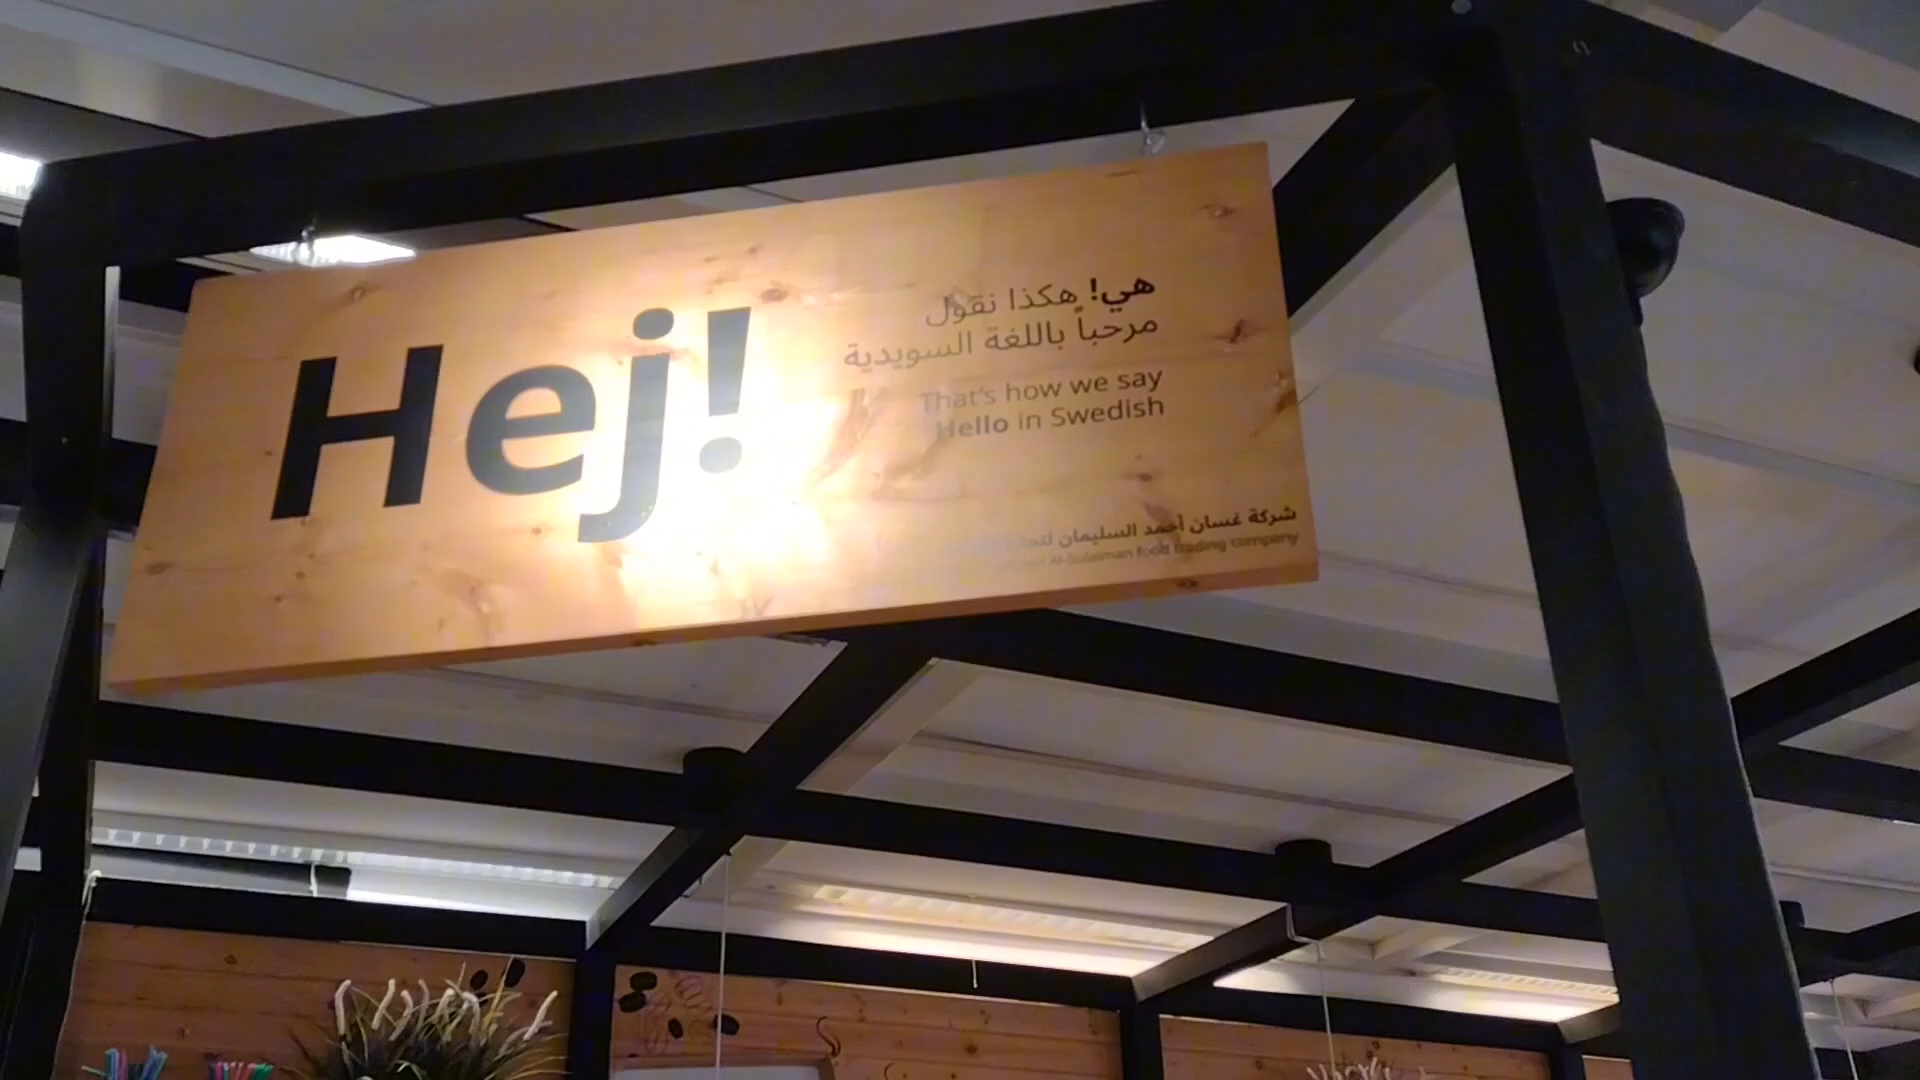 Hej!
هي! هكذا نقول
مرحباً باللغة السويدية
That's how we say
Hello in Swedish
شركة غسان أحمد السليمان
Al-Sulaiman food trading company